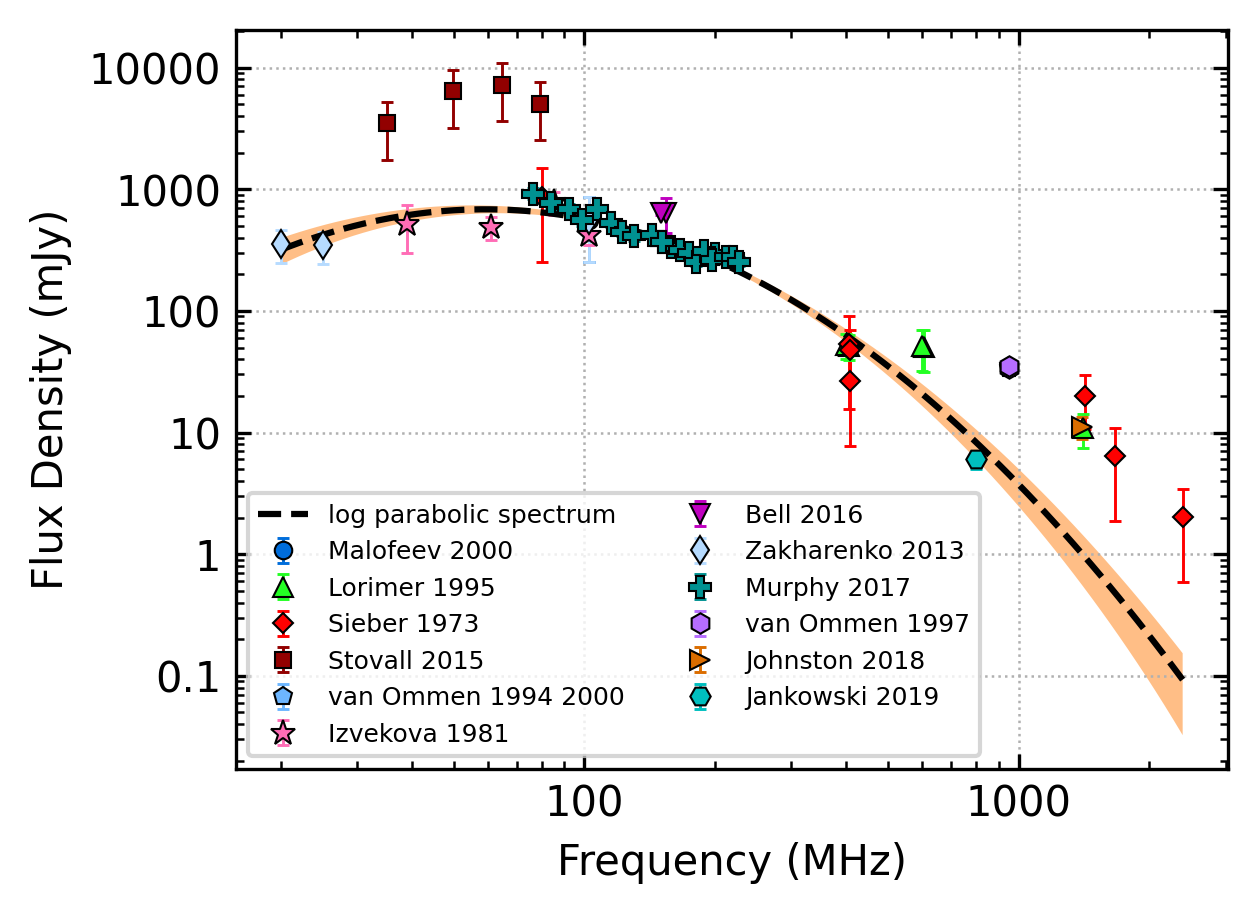 Flux Density (mJy)
10000
1000
100
10
1
0.1
log parabolic spectrum
Malofeev 2000
Lorimer 1995
Sieber 1973
Stovall 2015
van Ommen 1994 2000
Izvekova 1981
Bell 2016
Zakharenko 2013
Murphy 2017
van Ommen 1997
Johnston 2018
Jankowski 2019
100
1000
Frequency (MHz)